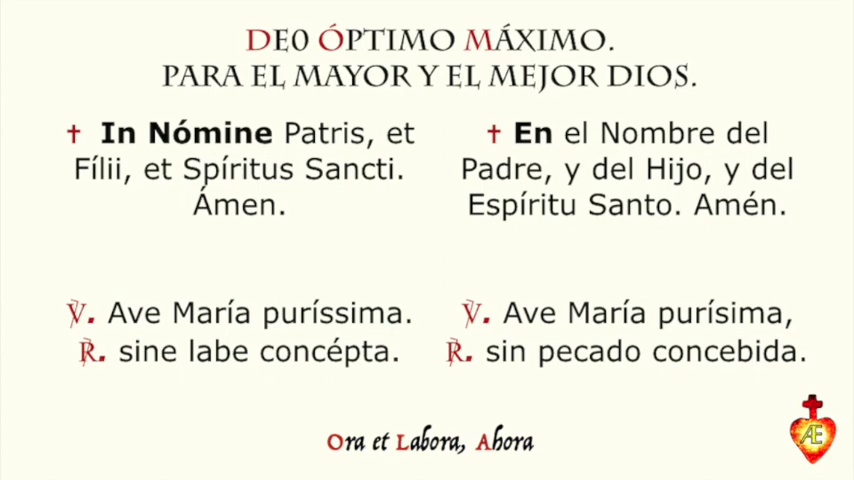 DE0 ÓPTIMO MÁXIMO.
PARA EL MAYOR Y EL MEJOR DIOS.
✝ In Nómine Patris, et
Fílii, et Spíritus Sancti.
Ámen.
✝ En el Nombre del
Padre, y del Hijo, y del
Espíritu Santo. Amén.
℣. Ave María puríssima.
℟. sine labe concépta.
℣. Ave María purísima,
℟. sin pecado concebida.
Ora et Labora, Ahora
Æ